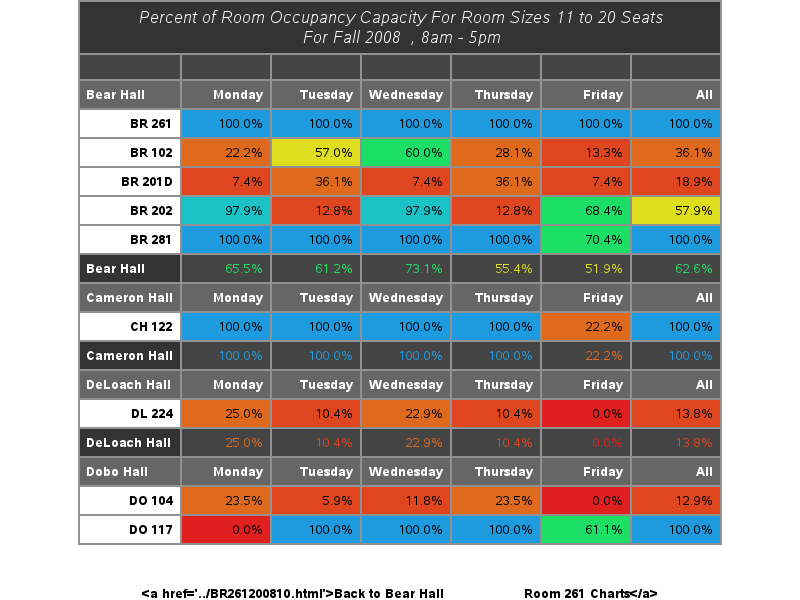 Percent of Room Occupancy Capacity For Room Sizes 11 to 20 Seats
For Fall 2008 , 8am - 5pm
Bear Hall Monday Tuesday Wednesday Thursday Friday All
BR 261 100.0% 100.0% 100.0% 100.0% 100.0% 100.0%
BR 102 22.2% 57.0% 60.0% 28.1% 13.3% 36.1%
BR 201D 7.4% 36.1% 7.4% 36.1% 7.4% 18.9%
BR 202 97.9% 12.8% 97.9% 12.8% 68.4% 57.9%
BR 281 100.0% 100.0% 100.0% 100.0% 70.4% 100.0%
Bear Hall 65.5% 61.2% 73.1% 55.4% 51.9% 62.6%
Cameron Hall Monday Tuesday Wednesday Thursday Friday All
CH 122 100.0% 100.0% 100.0% 100.0% 22.2% 100.0%
Cameron Hall 100.0% 100.0% 100.0% 100.0% 22.2% 100.0%
DeLoach Hall Monday Tuesday Wednesday Thursday Friday All
DL 224 25.0% 10.4% 22.9% 10.4% 0.0% 13.8%
DeLoach Hall 25.0% 10.4% 22.9% 10.4% 0.0% 13.8%
Dobo Hall Monday Tuesday Wednesday Thursday Friday All
DO 104 23.5% 5.9% 11.8% 23.5% 0.0% 12.9%
DO 117 0.0% 100.0% 100.0% 100.0% 61.1% 100.0%
<a href='../BR261200810.html'>Back to Bear Hall Room 261 Charts</a>